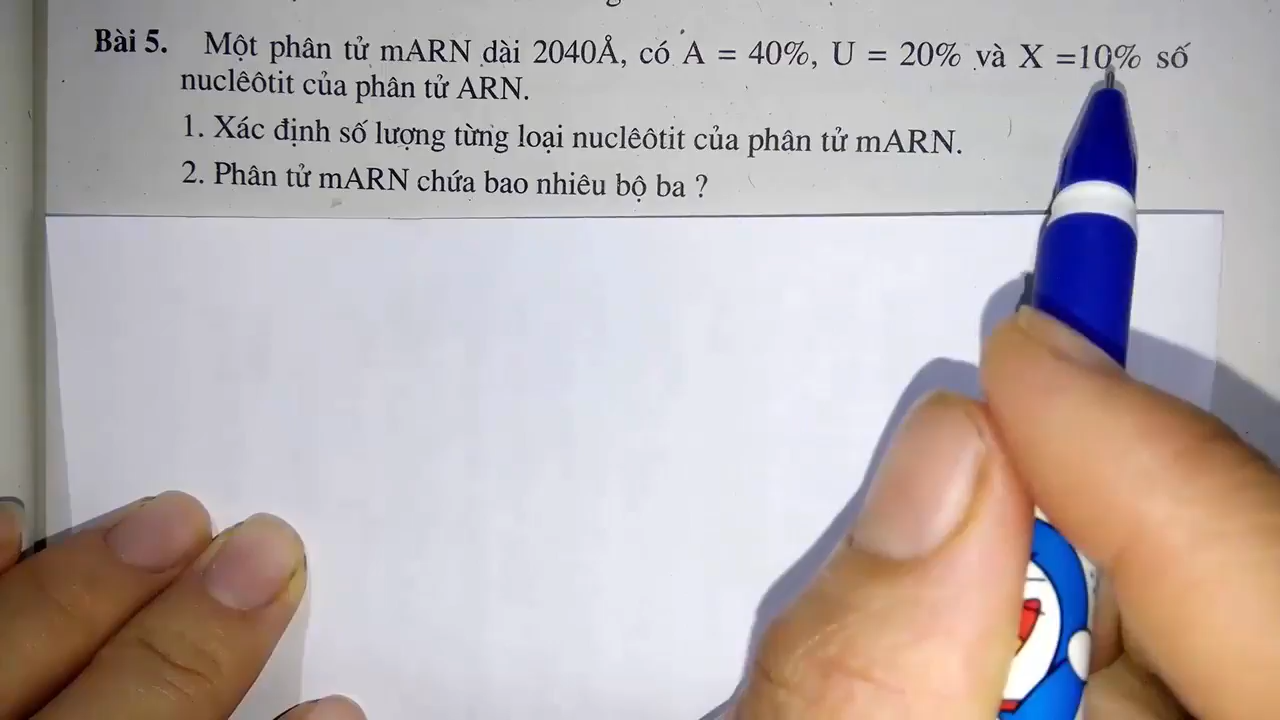 Bài 5. Một phân tử mARN dài 2040Å, có A = 40%, U = 20% và X =10% số
nuclêôtit của phân tử ARN.
1. Xác định số lượng từng loại nuclêôtit của phân tử mARN.
2. Phân tử mARN chứa bao nhiêu bộ ba ?